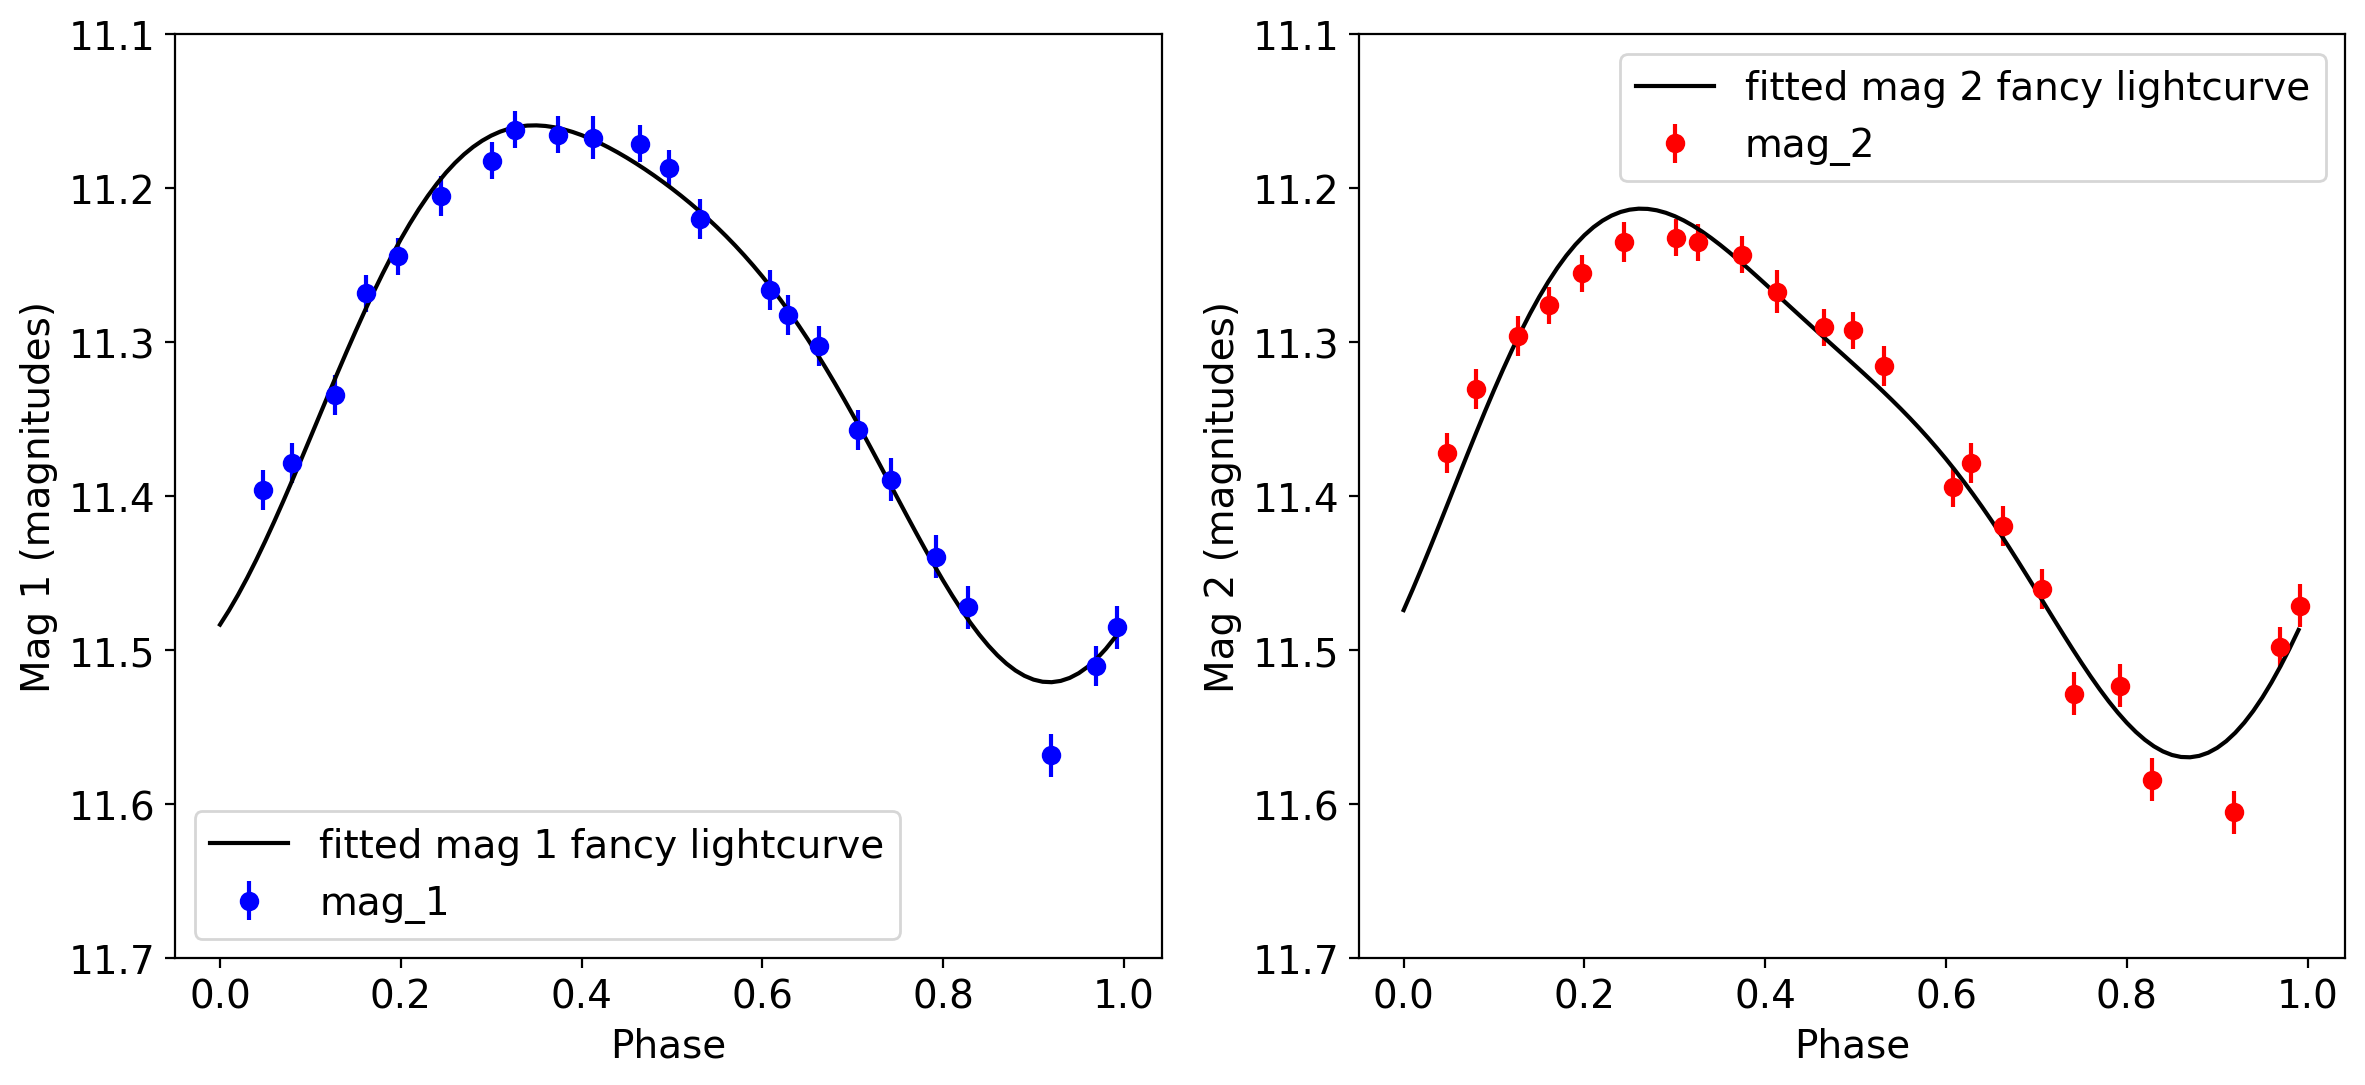 11.1
11.2
11.3
11.4
11.5
11.6
11.7
Mag 1 (magnitudes)
fitted mag 1 fancy lightcurve
mag_1
0.0 0.2 0.4 0.6 0.8 1.0
Phase
11.1
11.2
11.3
11.4
11.5
11.6
11.7
Mag 2 (magnitudes)
fitted mag 2 fancy lightcurve
mag_2
0.0 0.2 0.4 0.6 0.8 1.0
Phase